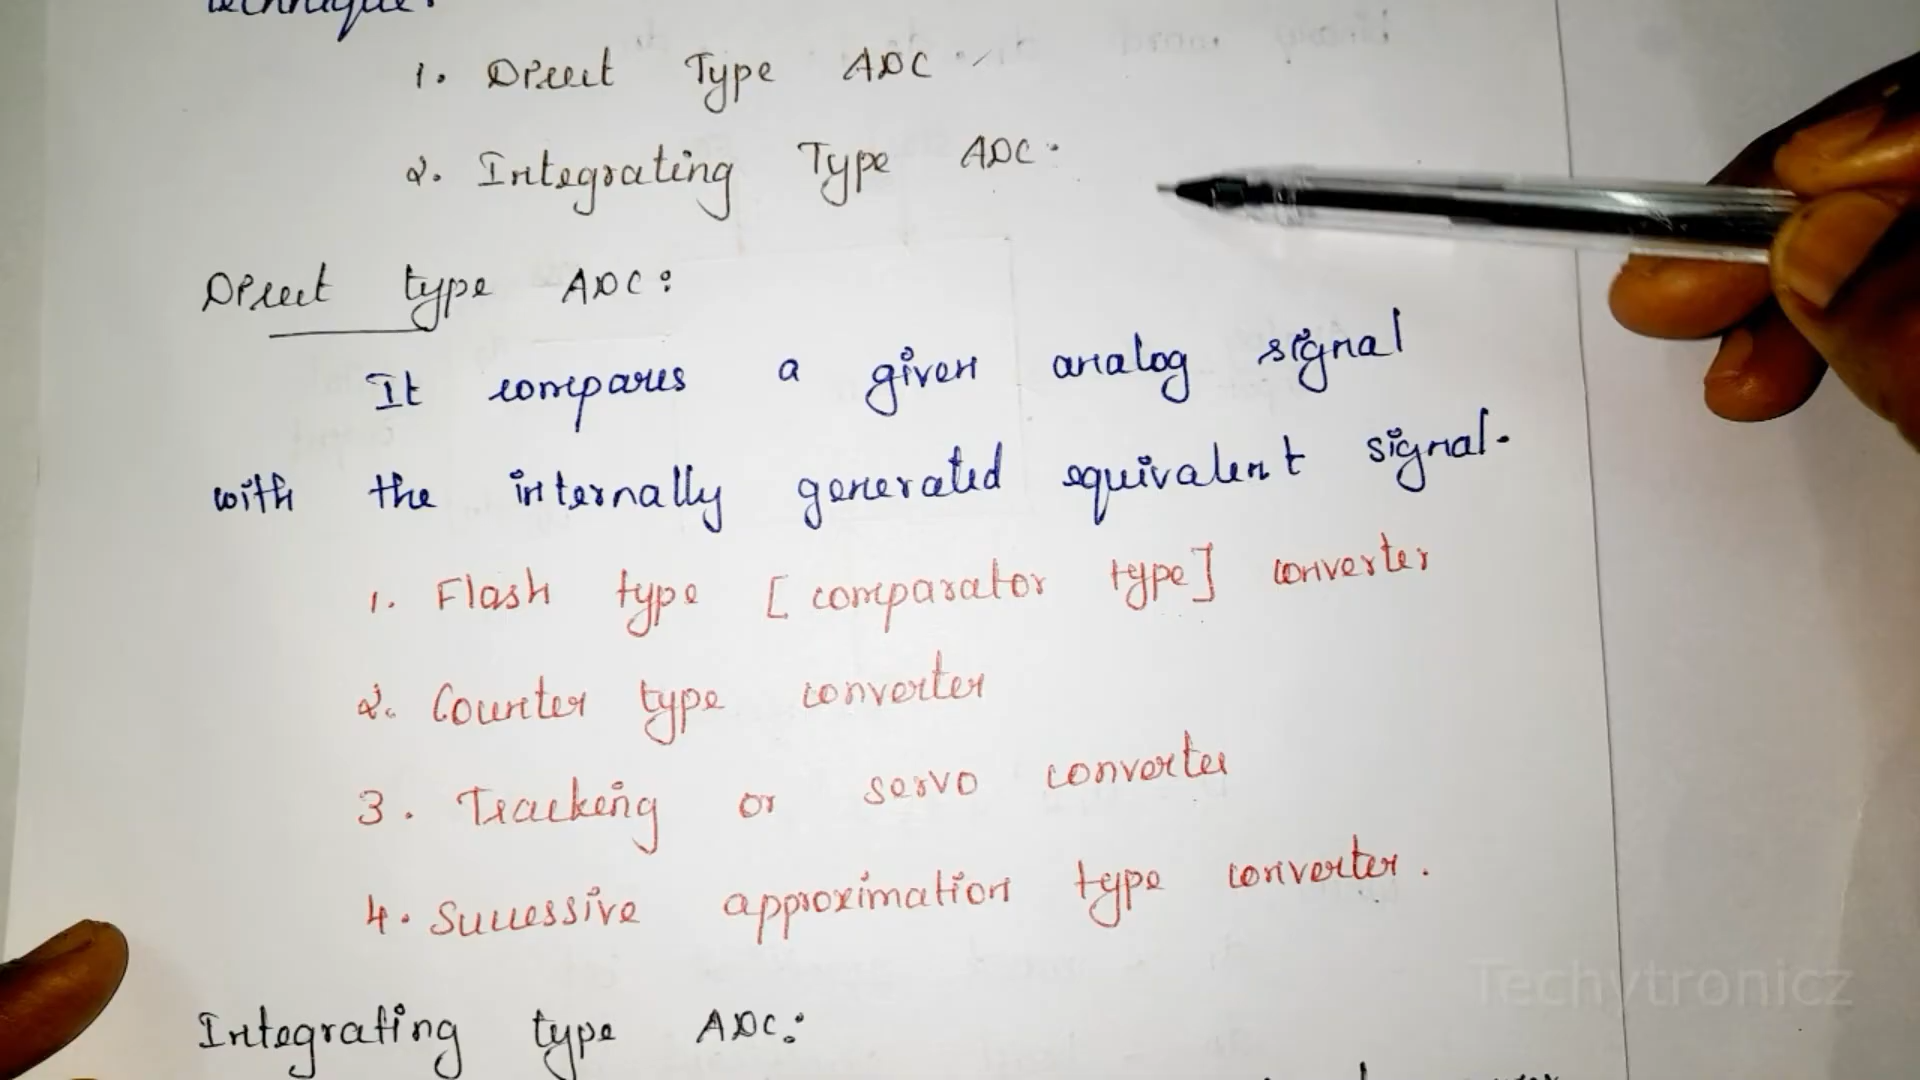 technique:
1. Direct Type ADC
2. Integrating Type ADC.
Direct type ADC:
It compares a given analog signal
with the internally generated equivalent signal.
1. Flash type [comparator type] converter
2. Counter type converter
3. Tracking or servo converter
4. Successive approximation type converter.
Techytronicz
Integrating type ADC: